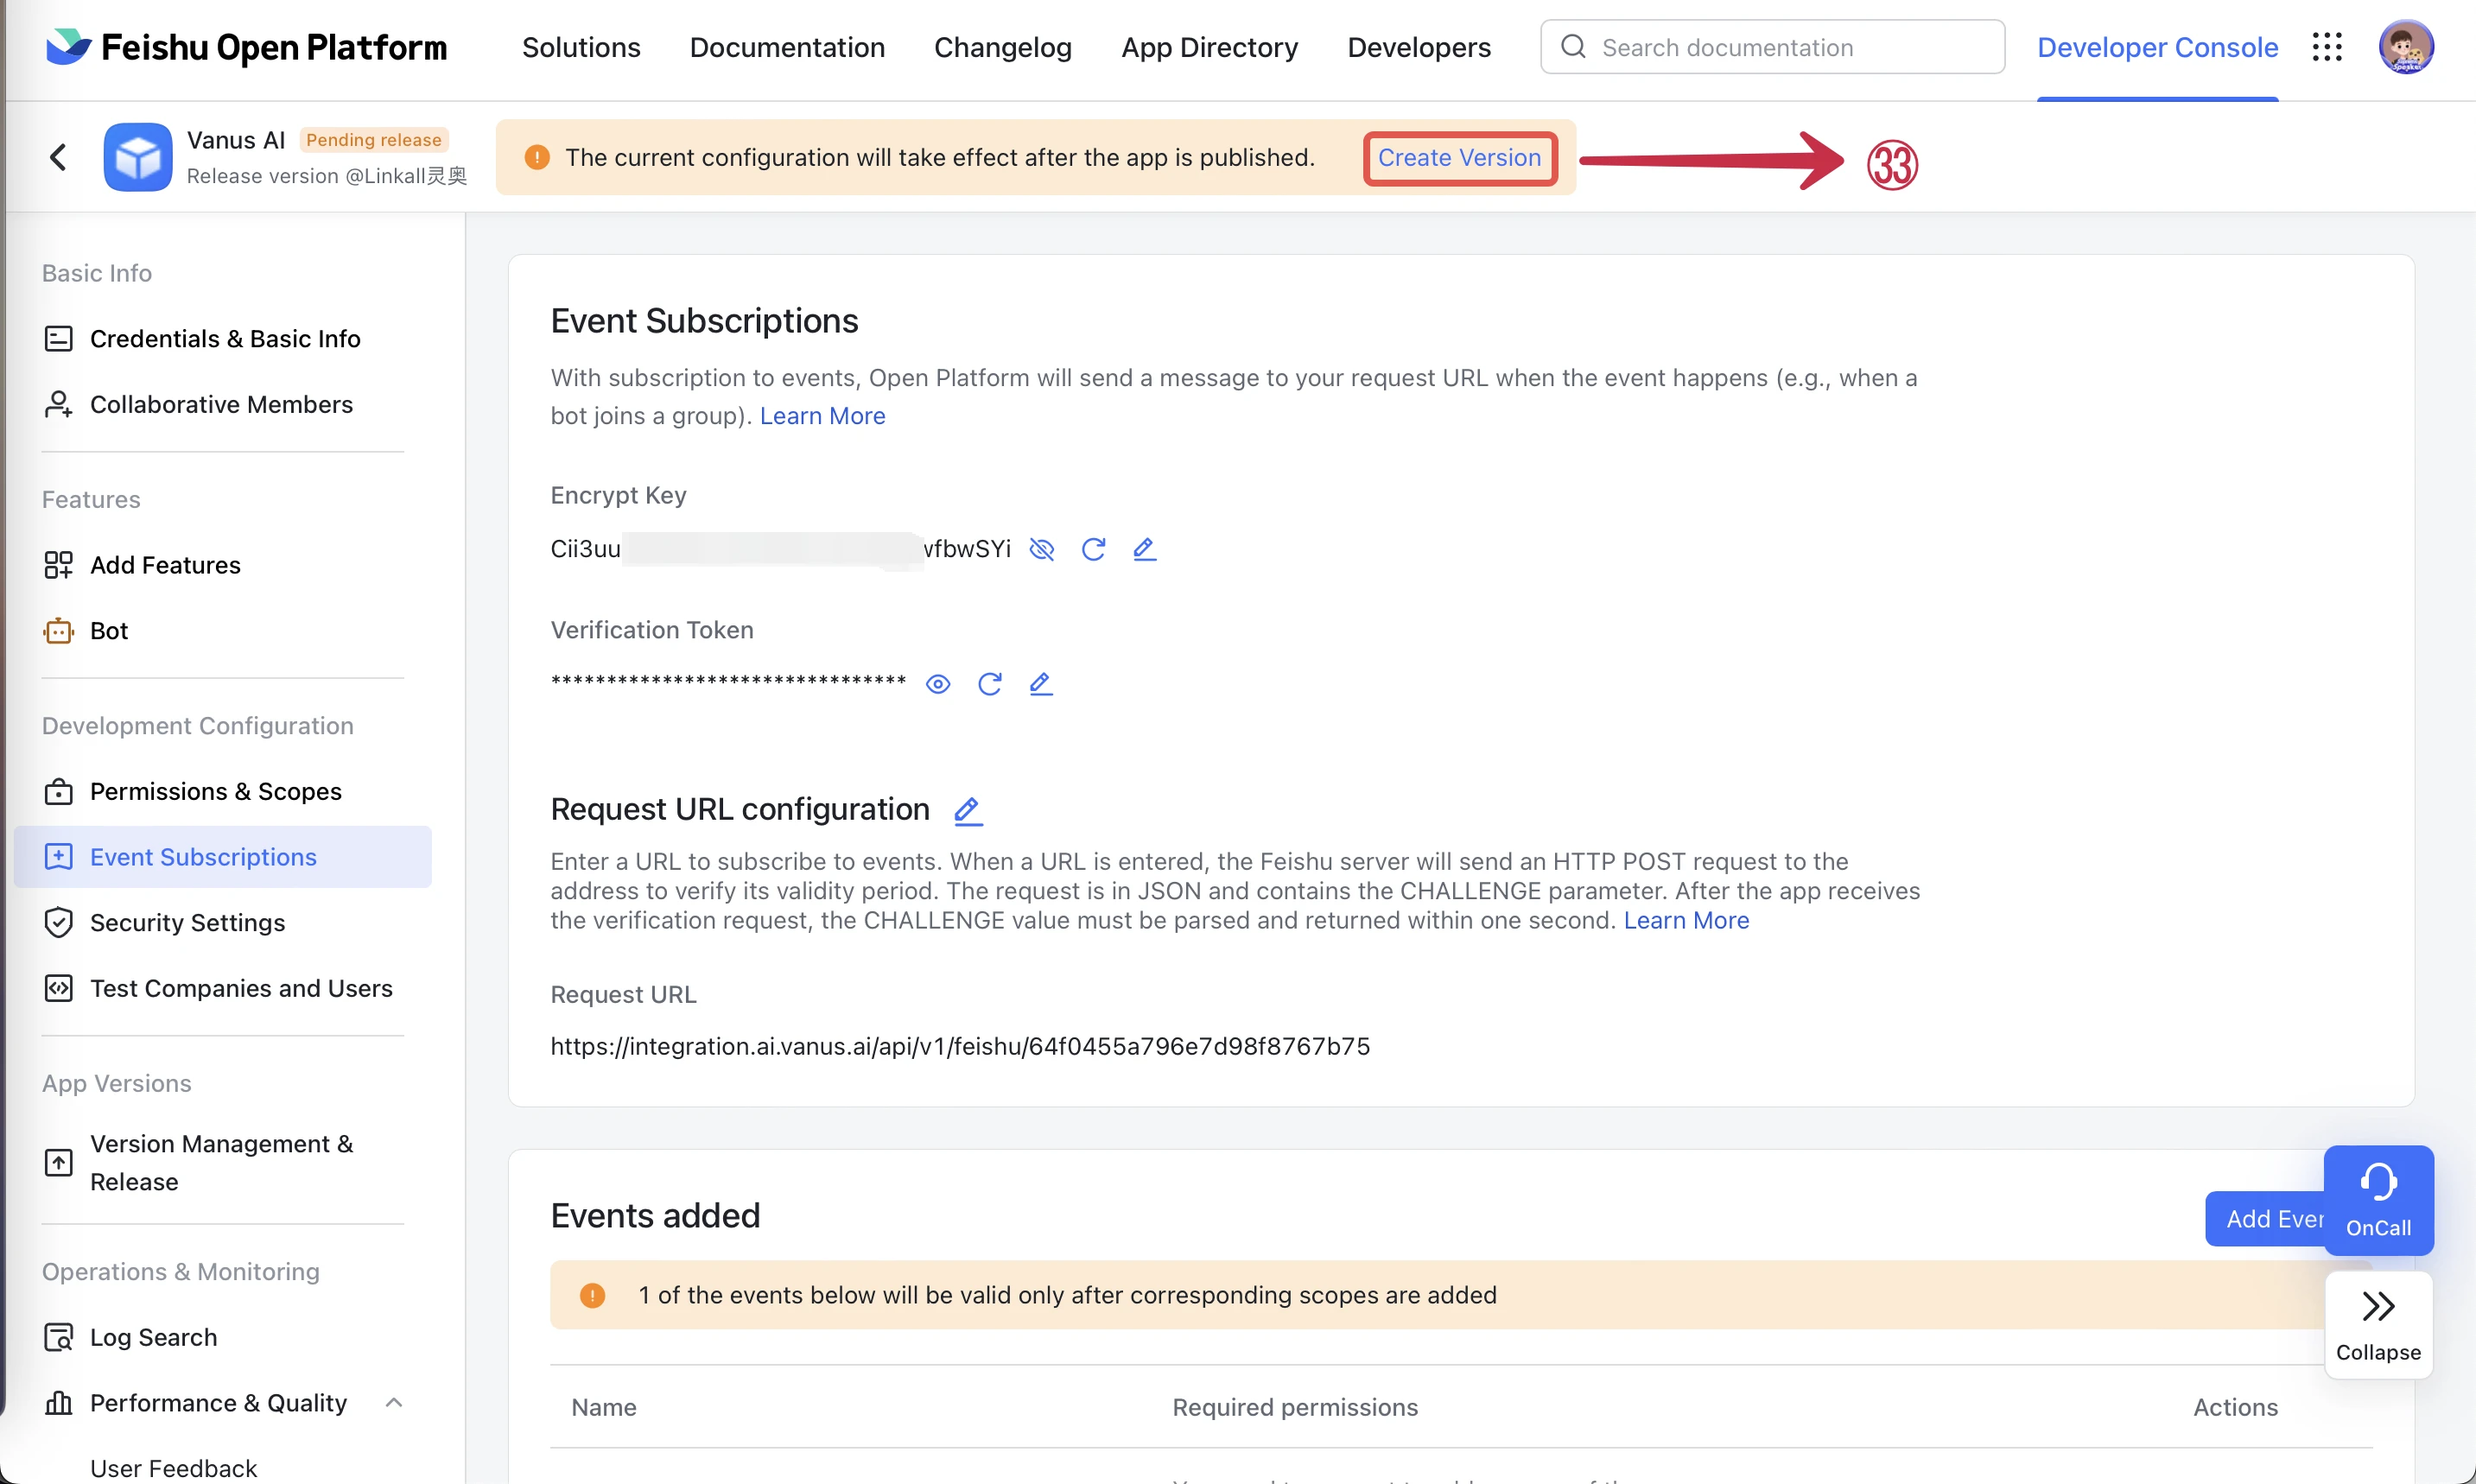 Feishu Open Platform
Solutions
Documentation
Changelog
App Directory
Developers
Search documentation
Developer Console
Vanus AI
Pending release
Release version @Linkall灵奥
The current configuration will take effect after the app is published.
Create Version
㉝
Basic Info
Credentials & Basic Info
Collaborative Members
Features
Add Features
Bot
Development Configuration
Permissions & Scopes
Event Subscriptions
Security Settings
Test Companies and Users
App Versions
Version Management &
Release
Operations & Monitoring
Log Search
Performance & Quality
User Feedback
Event Subscriptions
With subscription to events, Open Platform will send a message to your request URL when the event happens (e.g., when a
bot joins a group). Learn More
Encrypt Key
Cii3uu
vfbwSYi
Verification Token
********************************
Request URL configuration
Enter a URL to subscribe to events. When a URL is entered, the Feishu server will send an HTTP POST request to the
address to verify its validity period. The request is in JSON and contains the CHALLENGE parameter. After the app receives
the verification request, the CHALLENGE value must be parsed and returned within one second. Learn More
Request URL
https://integration.ai.vanus.ai/api/v1/feishu/64f0455a796e7d98f8767b75
Events added
Add Ever
OnCall
1 of the events below will be valid only after corresponding scopes are added
Collapse
Name
Required permissions
Actions